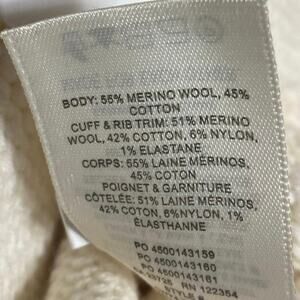 BODY: 55% MERINO WOOL, 45%
COTTON
CUFF & RIB TRIM: 51% MERINO
WOOL, 42% COTTON, 6% NYLON,
1% ELASTANE
CORPS: 55% LAINE MÉRINOS,
45% COTON
POIGNET & GARNITURE
CÔTELÉE: 51% LAINE MÉRINOS,
42% COTON, 6%NYLON, 1%
ÉLASTHANNE
PO 4500143159
PO 4500143160
PO 4500143161
23725 RN 122354
STYLE